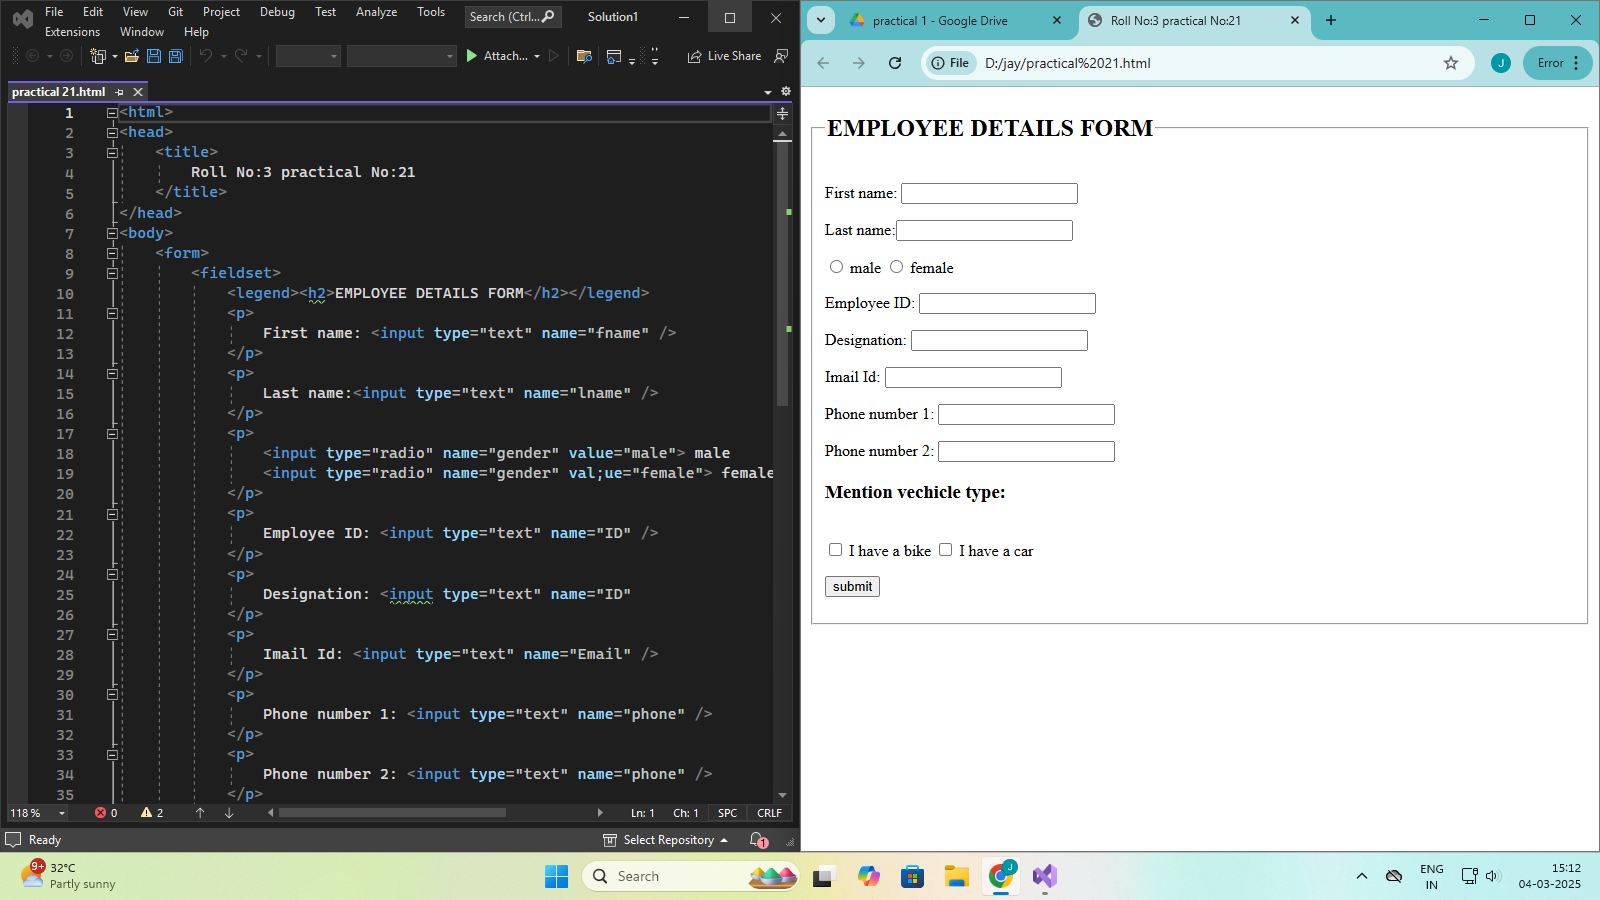 File Edit View Git Project Debug Test Analyze Tools Search (Ctrl... Solution1
Extensions Window Help
Attach... Live Share
practical 21.html
1 <html>
2 <head>
3 <title>
4 Roll No:3 practical No:21
5 </title>
6 </head>
7 <body>
8 <form>
9 <fieldset>
10 <legend><h2>EMPLOYEE DETAILS FORM</h2></legend>
11 <p>
12 First name: <input type="text" name="fname" />
13 </p>
14 <p>
15 Last name:<input type="text" name="lname" />
16 </p>
17 <p>
18 <input type="radio" name="gender" value="male"> male
19 <input type="radio" name="gender" val;ue="female"> female
20 </p>
21 <p>
22 Employee ID: <input type="text" name="ID" />
23 </p>
24 <p>
25 Designation: <input type="text" name="ID"
26 </p>
27 <p>
28 Imail Id: <input type="text" name="Email" />
29 </p>
30 <p>
31 Phone number 1: <input type="text" name="phone" />
32 </p>
33 <p>
34 Phone number 2: <input type="text" name="phone" />
35 </p>
118 % 0 2 Ln: 1 Ch: 1 SPC CRLF
Ready Select Repository 1
practical 1 - Google Drive Roll No:3 practical No:21
File D:/jay/practical%2021.html J Error
EMPLOYEE DETAILS FORM
First name:
Last name:
male female
Employee ID:
Designation:
Imail Id:
Phone number 1:
Phone number 2:
Mention vechicle type:
I have a bike I have a car
submit
9+ 32°C
Partly sunny
Search
J
ENG
IN
15:12
04-03-2025